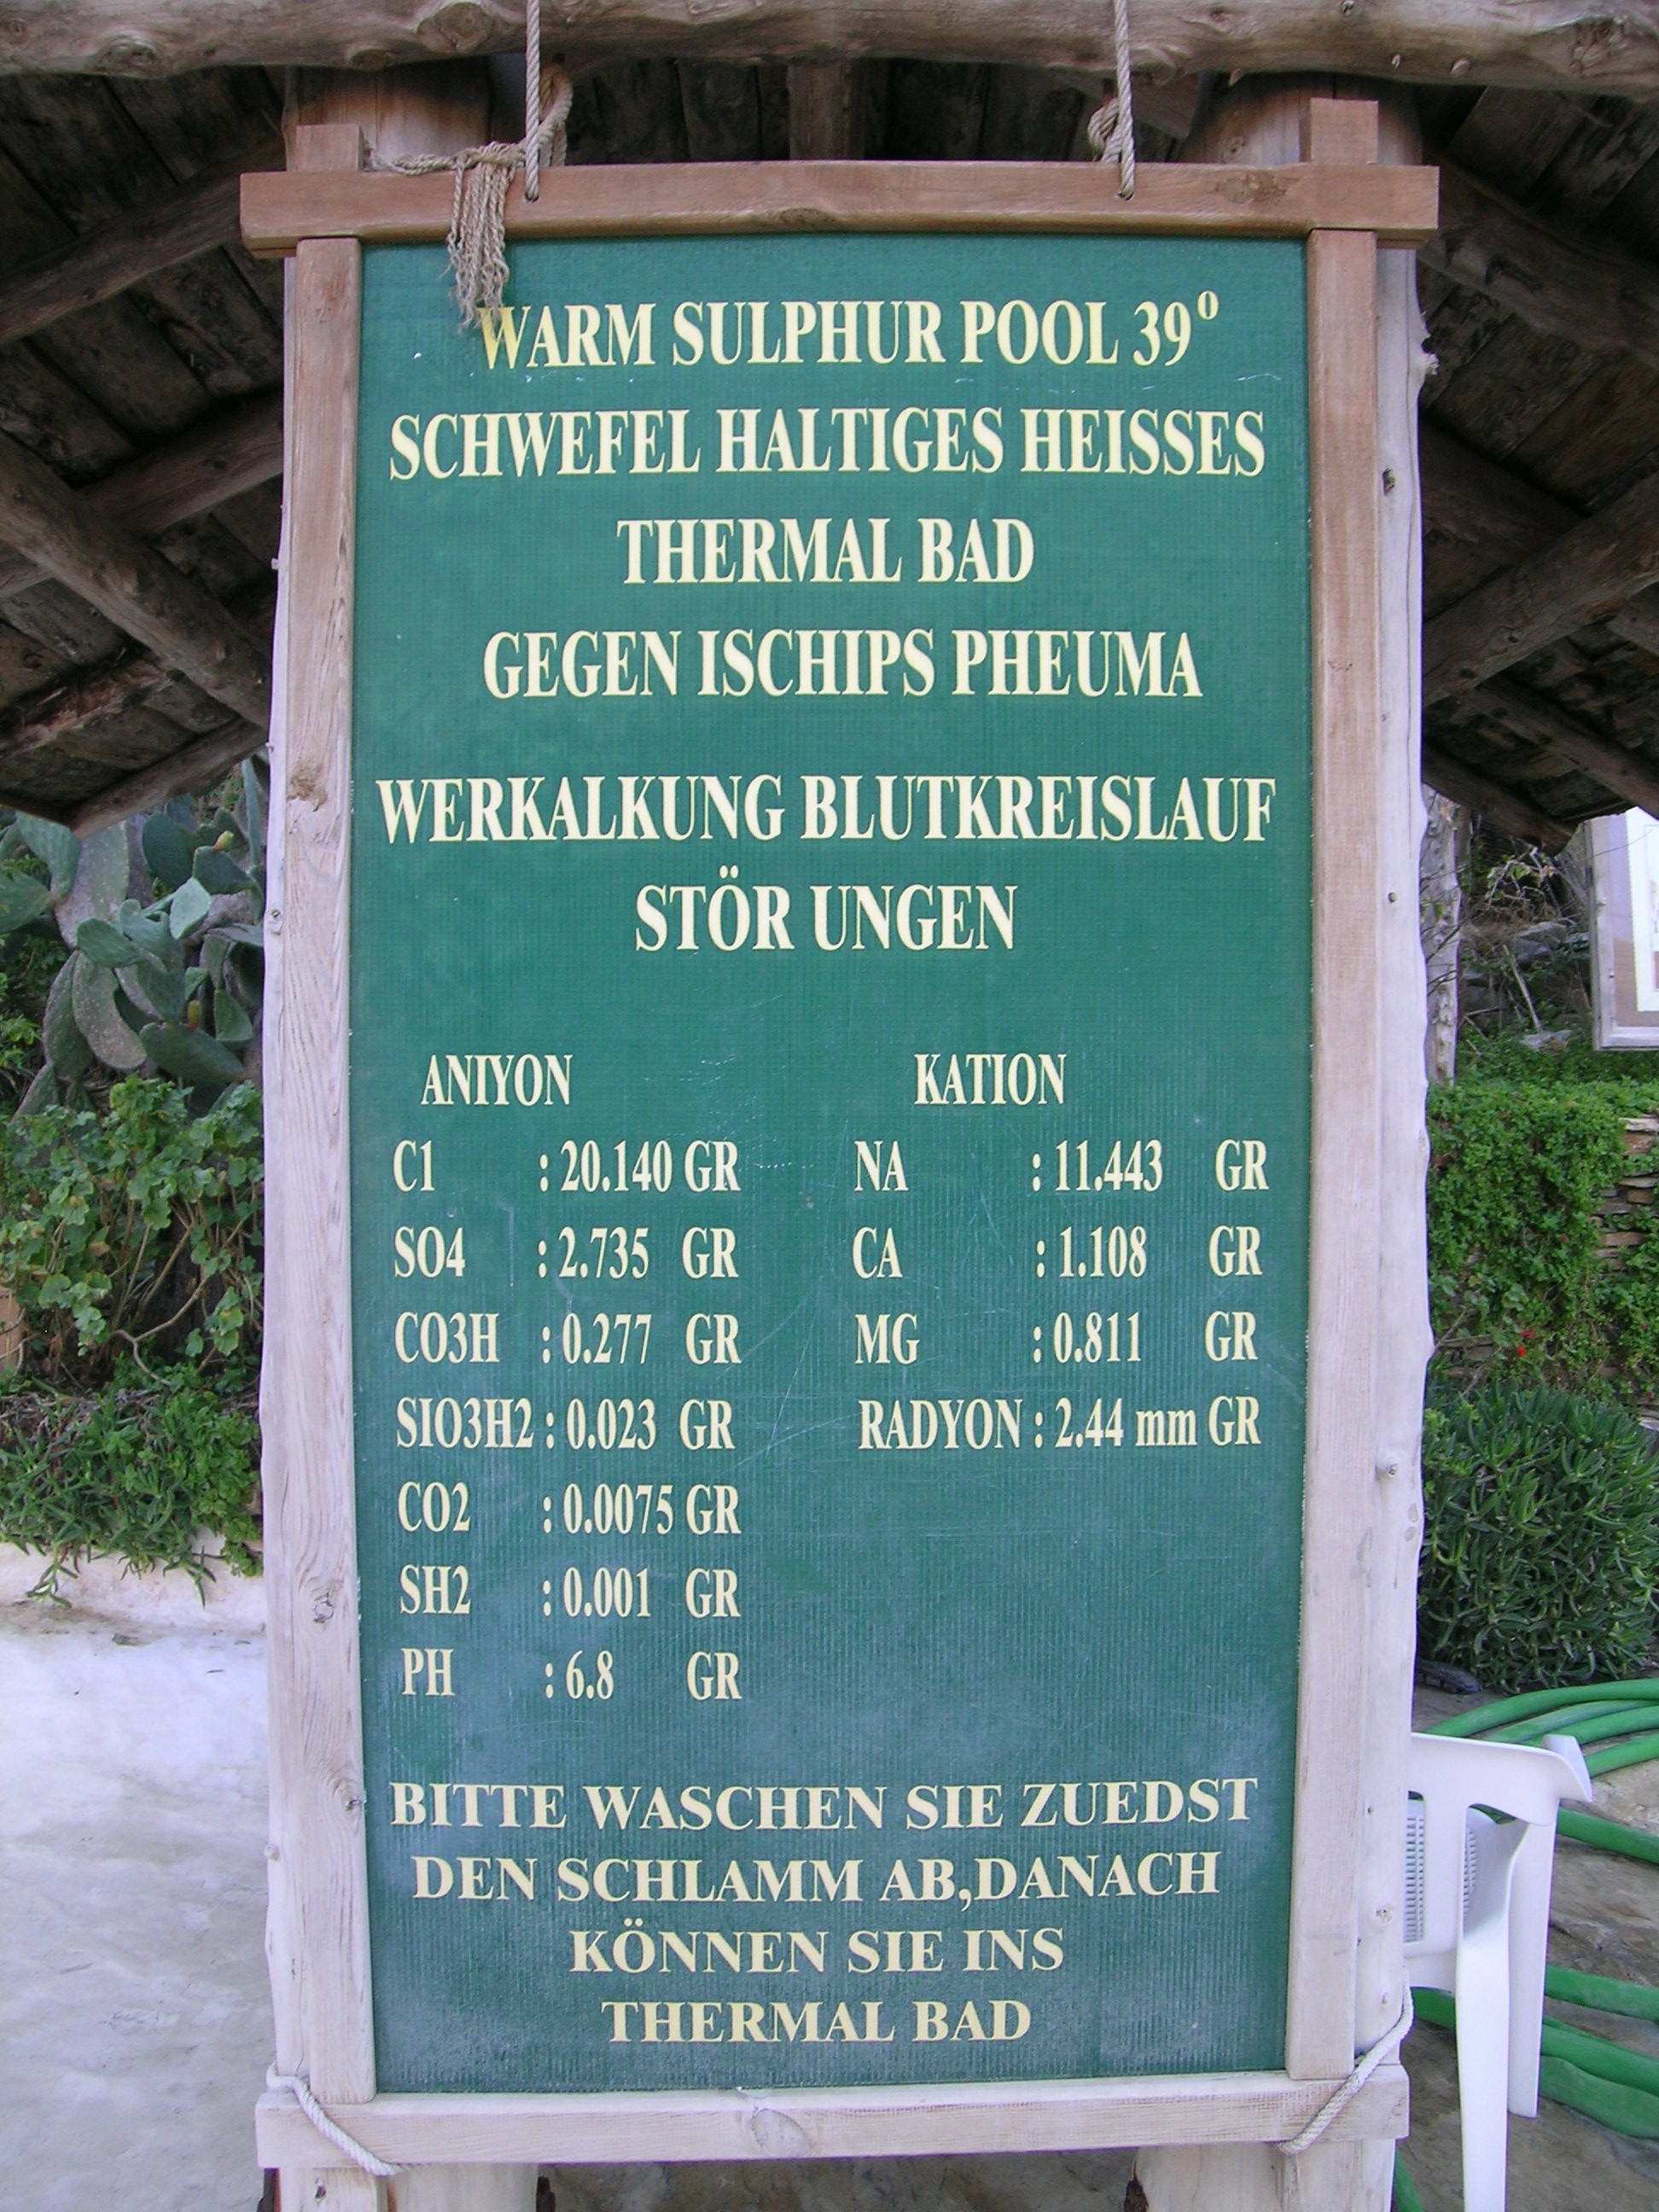 WARM SULPHUR POOL 39º
SCHWEFEL HALTIGES HEISSES
THERMAL BAD
GEGEN ISCHIPS PHEUMA
WERKALKUNG BLUTKREISLAUF
STÖR UNGEN
ANIYON KATION
C1 : 20.140 GR NA : 11.443 GR
SO4 : 2.735 GR CA : 1.108 GR
CO3H : 0.277 GR MG : 0.811 GR
SIO3H2 : 0.023 GR RADYON : 2.44 mm GR
CO2 : 0.0075 GR
SH2 : 0.001 GR
PH : 6.8 GR
BITTE WASCHEN SIE ZUEDST
DEN SCHLAMM AB,DANACH
KÖNNEN SIE INS
THERMAL BAD